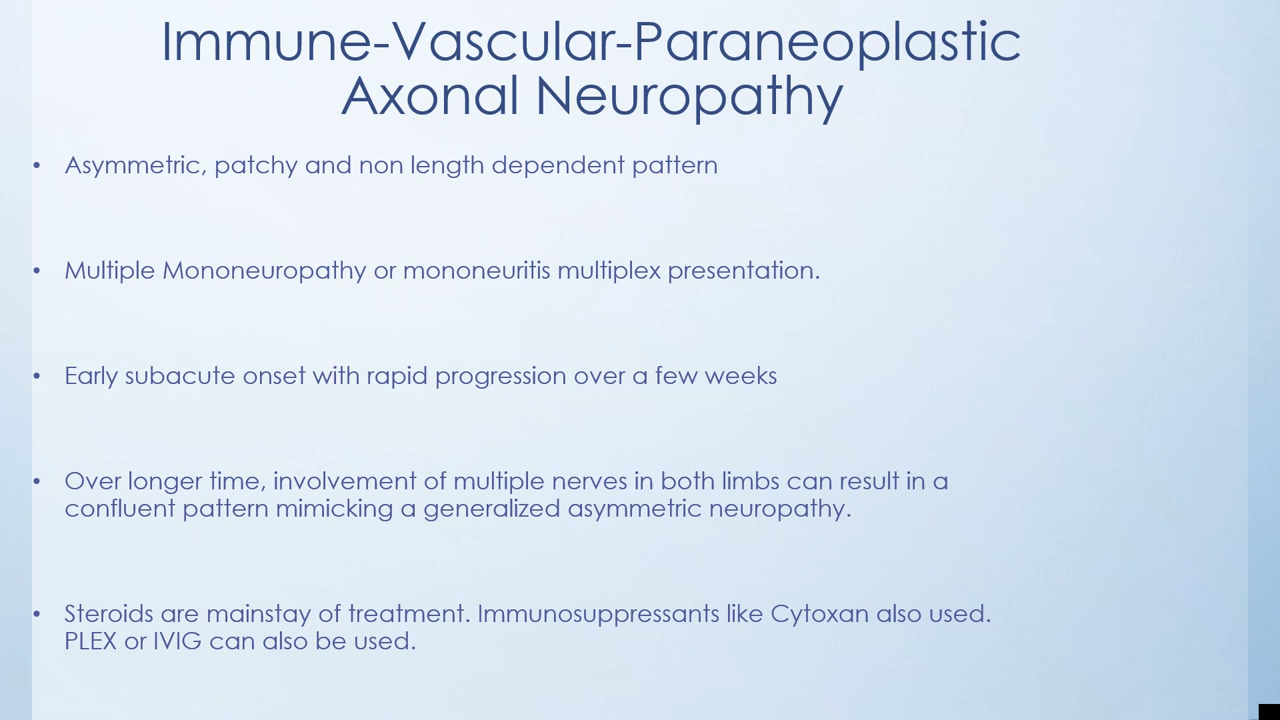 Immune-Vascular-Paraneoplastic
Axonal Neuropathy
• Asymmetric, patchy and non length dependent pattern
• Multiple Mononeuropathy or mononeuritis multiplex presentation.
• Early subacute onset with rapid progression over a few weeks
• Over longer time, involvement of multiple nerves in both limbs can result in a
confluent pattern mimicking a generalized asymmetric neuropathy.
• Steroids are mainstay of treatment. Immunosuppressants like Cytoxan also used.
PLEX or IVIG can also be used.